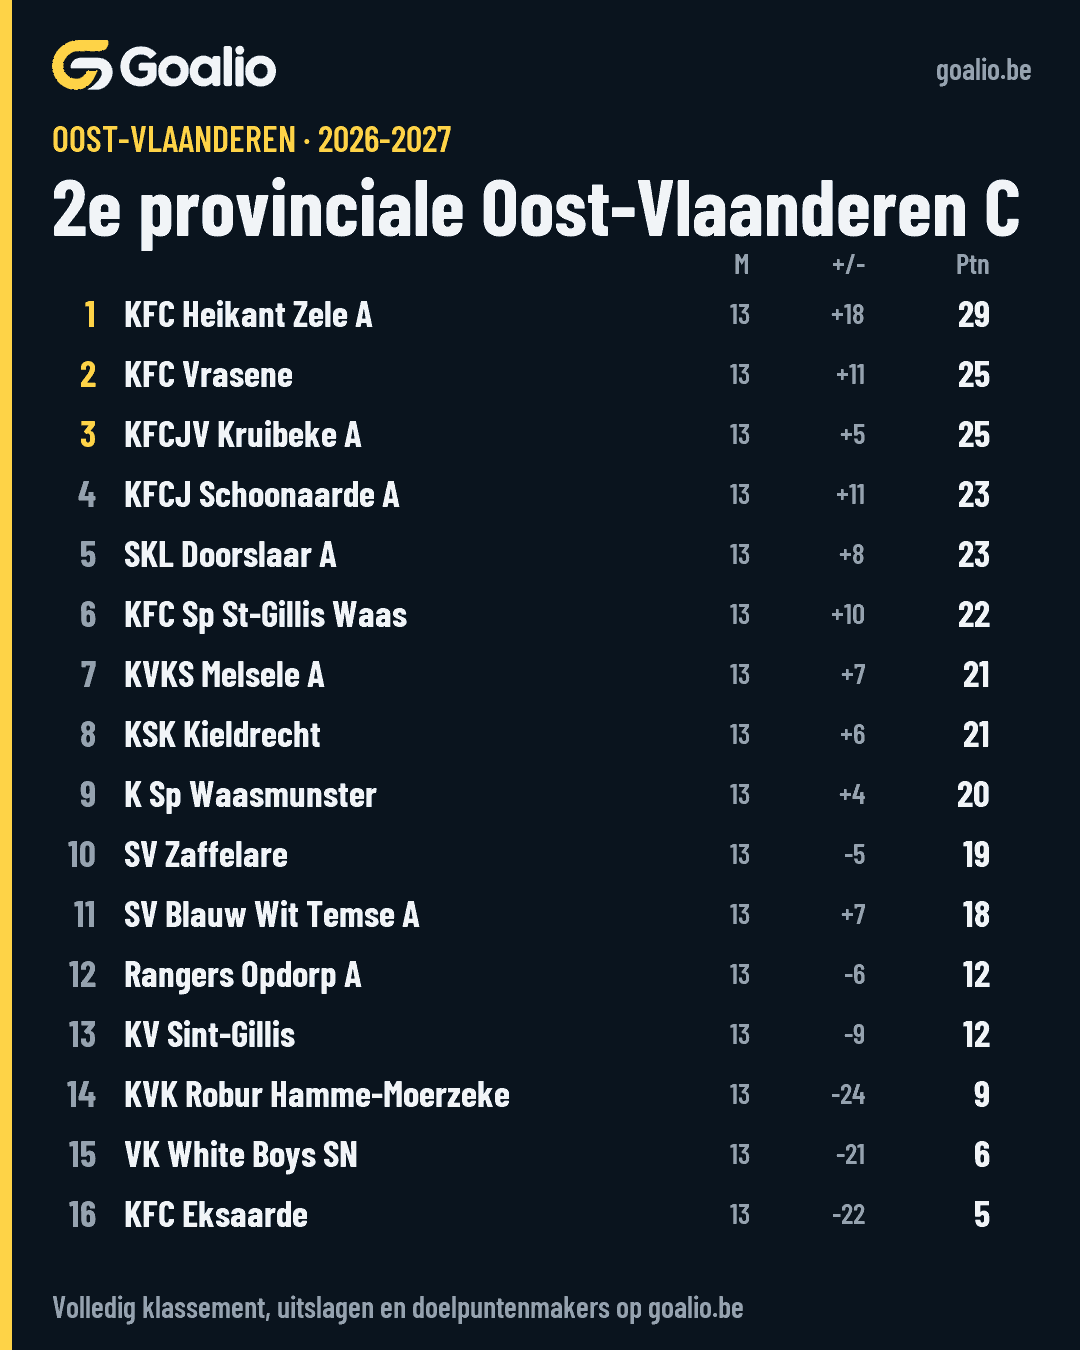 Goalio
goalio.be
OOST-VLAANDEREN · 2026-2027
2e provinciale Oost-Vlaanderen C
M +/- Ptn
1 KFC Heikant Zele A 13 +18 29
2 KFC Vrasene 13 +11 25
3 KFCJV Kruibeke A 13 +5 25
4 KFCJ Schoonaarde A 13 +11 23
5 SKL Doorslaar A 13 +8 23
6 KFC Sp St-Gillis Waas 13 +10 22
7 KVKS Melsele A 13 +7 21
8 KSK Kieldrecht 13 +6 21
9 K Sp Waasmunster 13 +4 20
10 SV Zaffelare 13 -5 19
11 SV Blauw Wit Temse A 13 +7 18
12 Rangers Opdorp A 13 -6 12
13 KV Sint-Gillis 13 -9 12
14 KVK Robur Hamme-Moerzeke 13 -24 9
15 VK White Boys SN 13 -21 6
16 KFC Eksaarde 13 -22 5
Volledig klassement, uitslagen en doelpuntenmakers op goalio.be